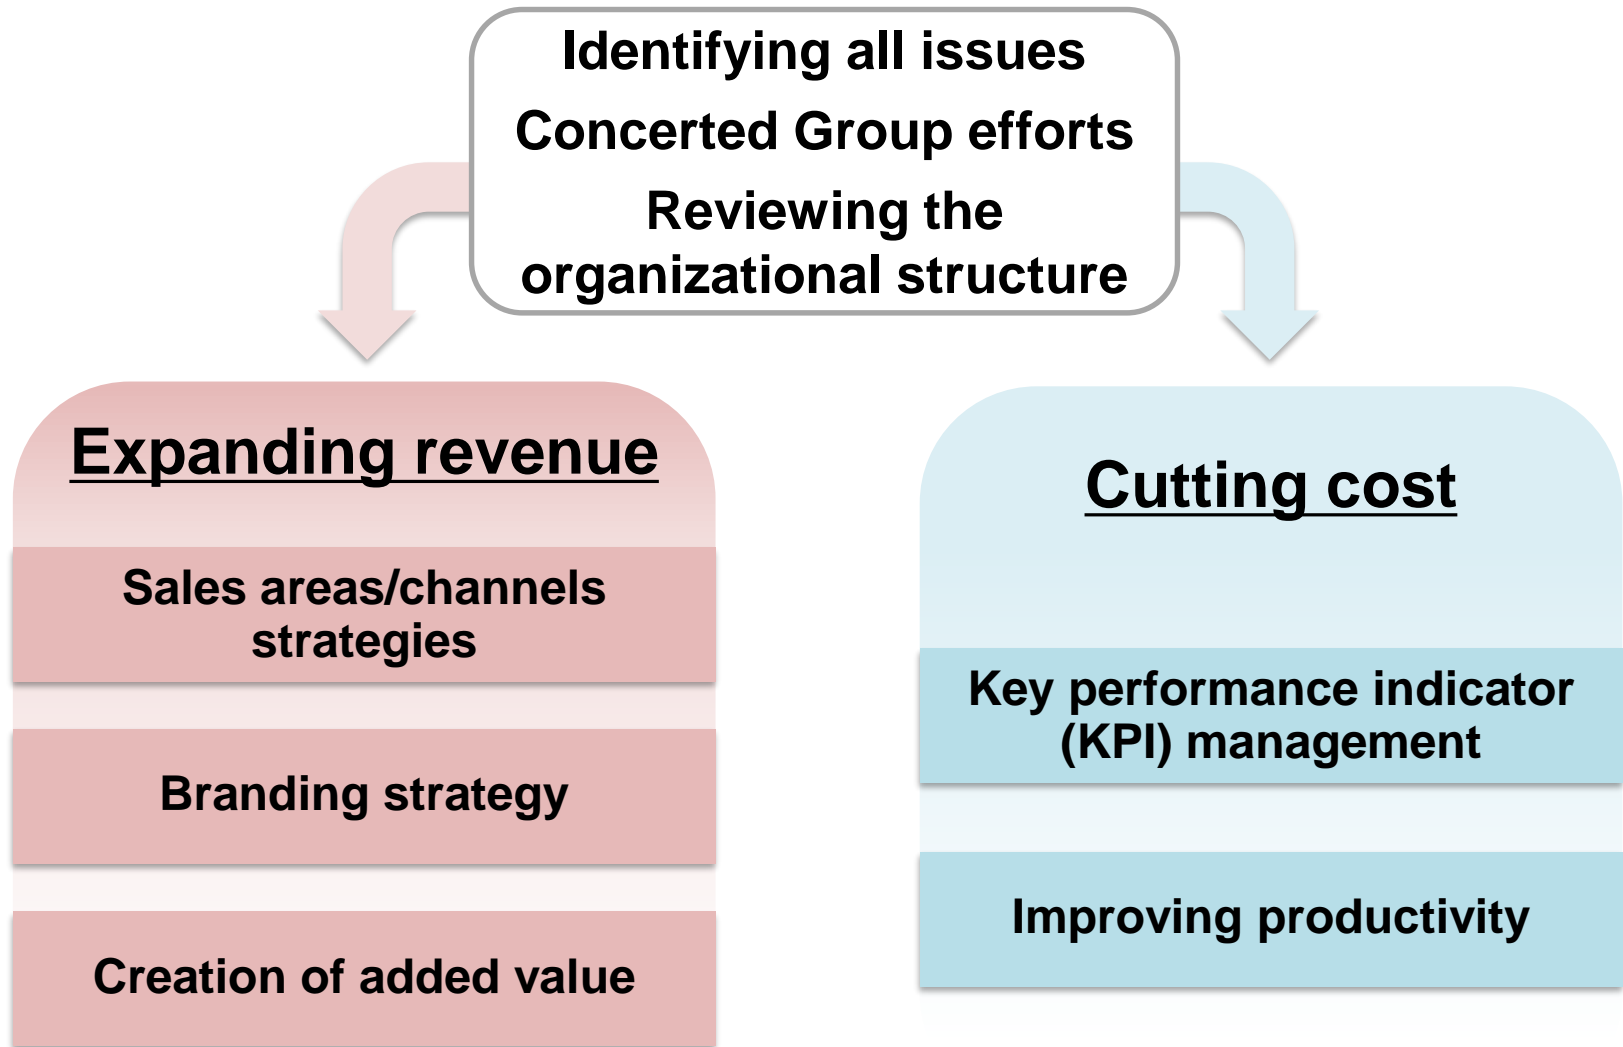 Identifying all issues
Concerted Group efforts
Reviewing the
organizational structure
Expanding revenue
Sales areas/channels
strategies
Branding strategy
Creation of added value
Cutting cost
Key performance indicator
(KPI) management
Improving productivity